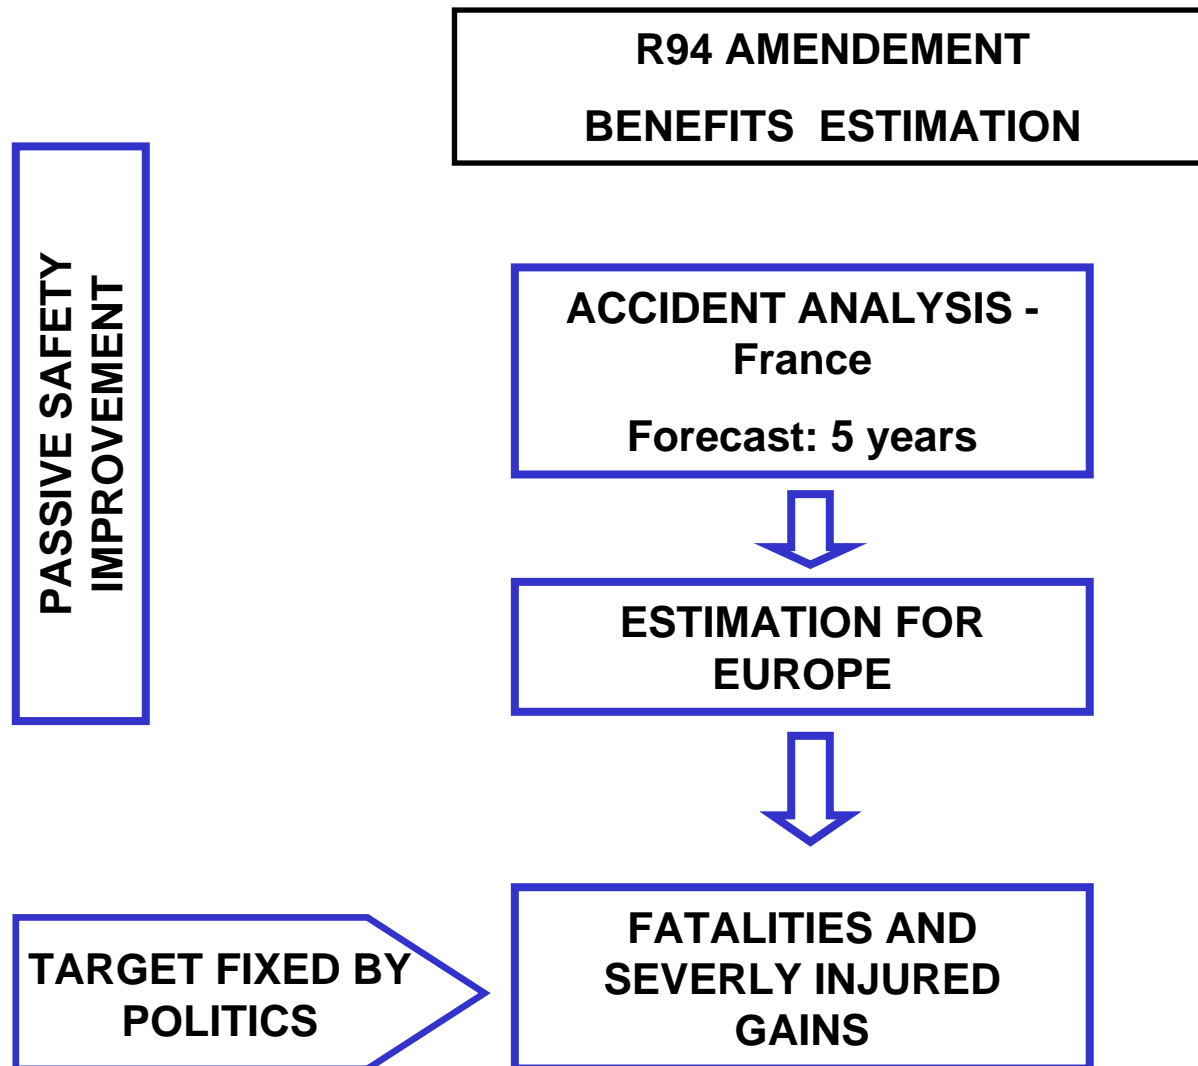 R94 AMENDEMENT
BENEFITS  ESTIMATION
PASSIVE SAFETY
IMPROVEMENT
ACCIDENT ANALYSIS -
France
Forecast: 5 years
ESTIMATION FOR
EUROPE
TARGET FIXED BY
POLITICS
FATALITIES AND
SEVERLY INJURED
GAINS